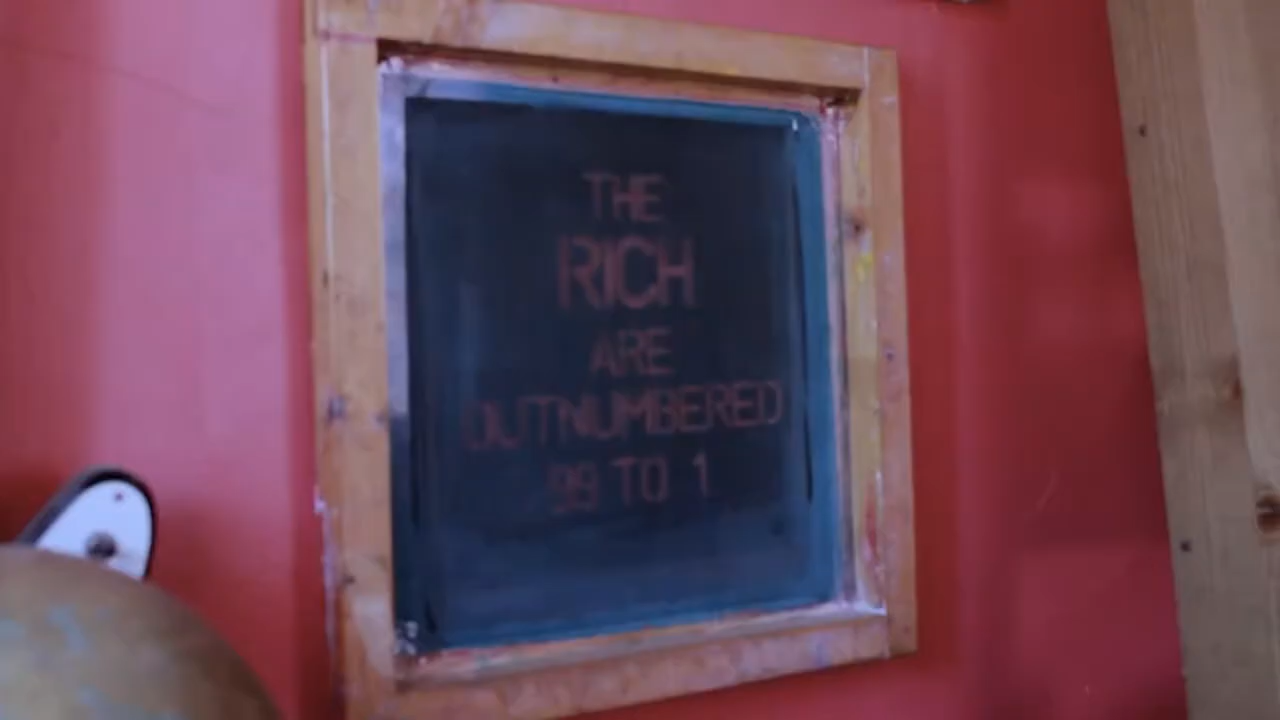 THE
RICH
ARE
OUTNUMBERED
99 TO 1